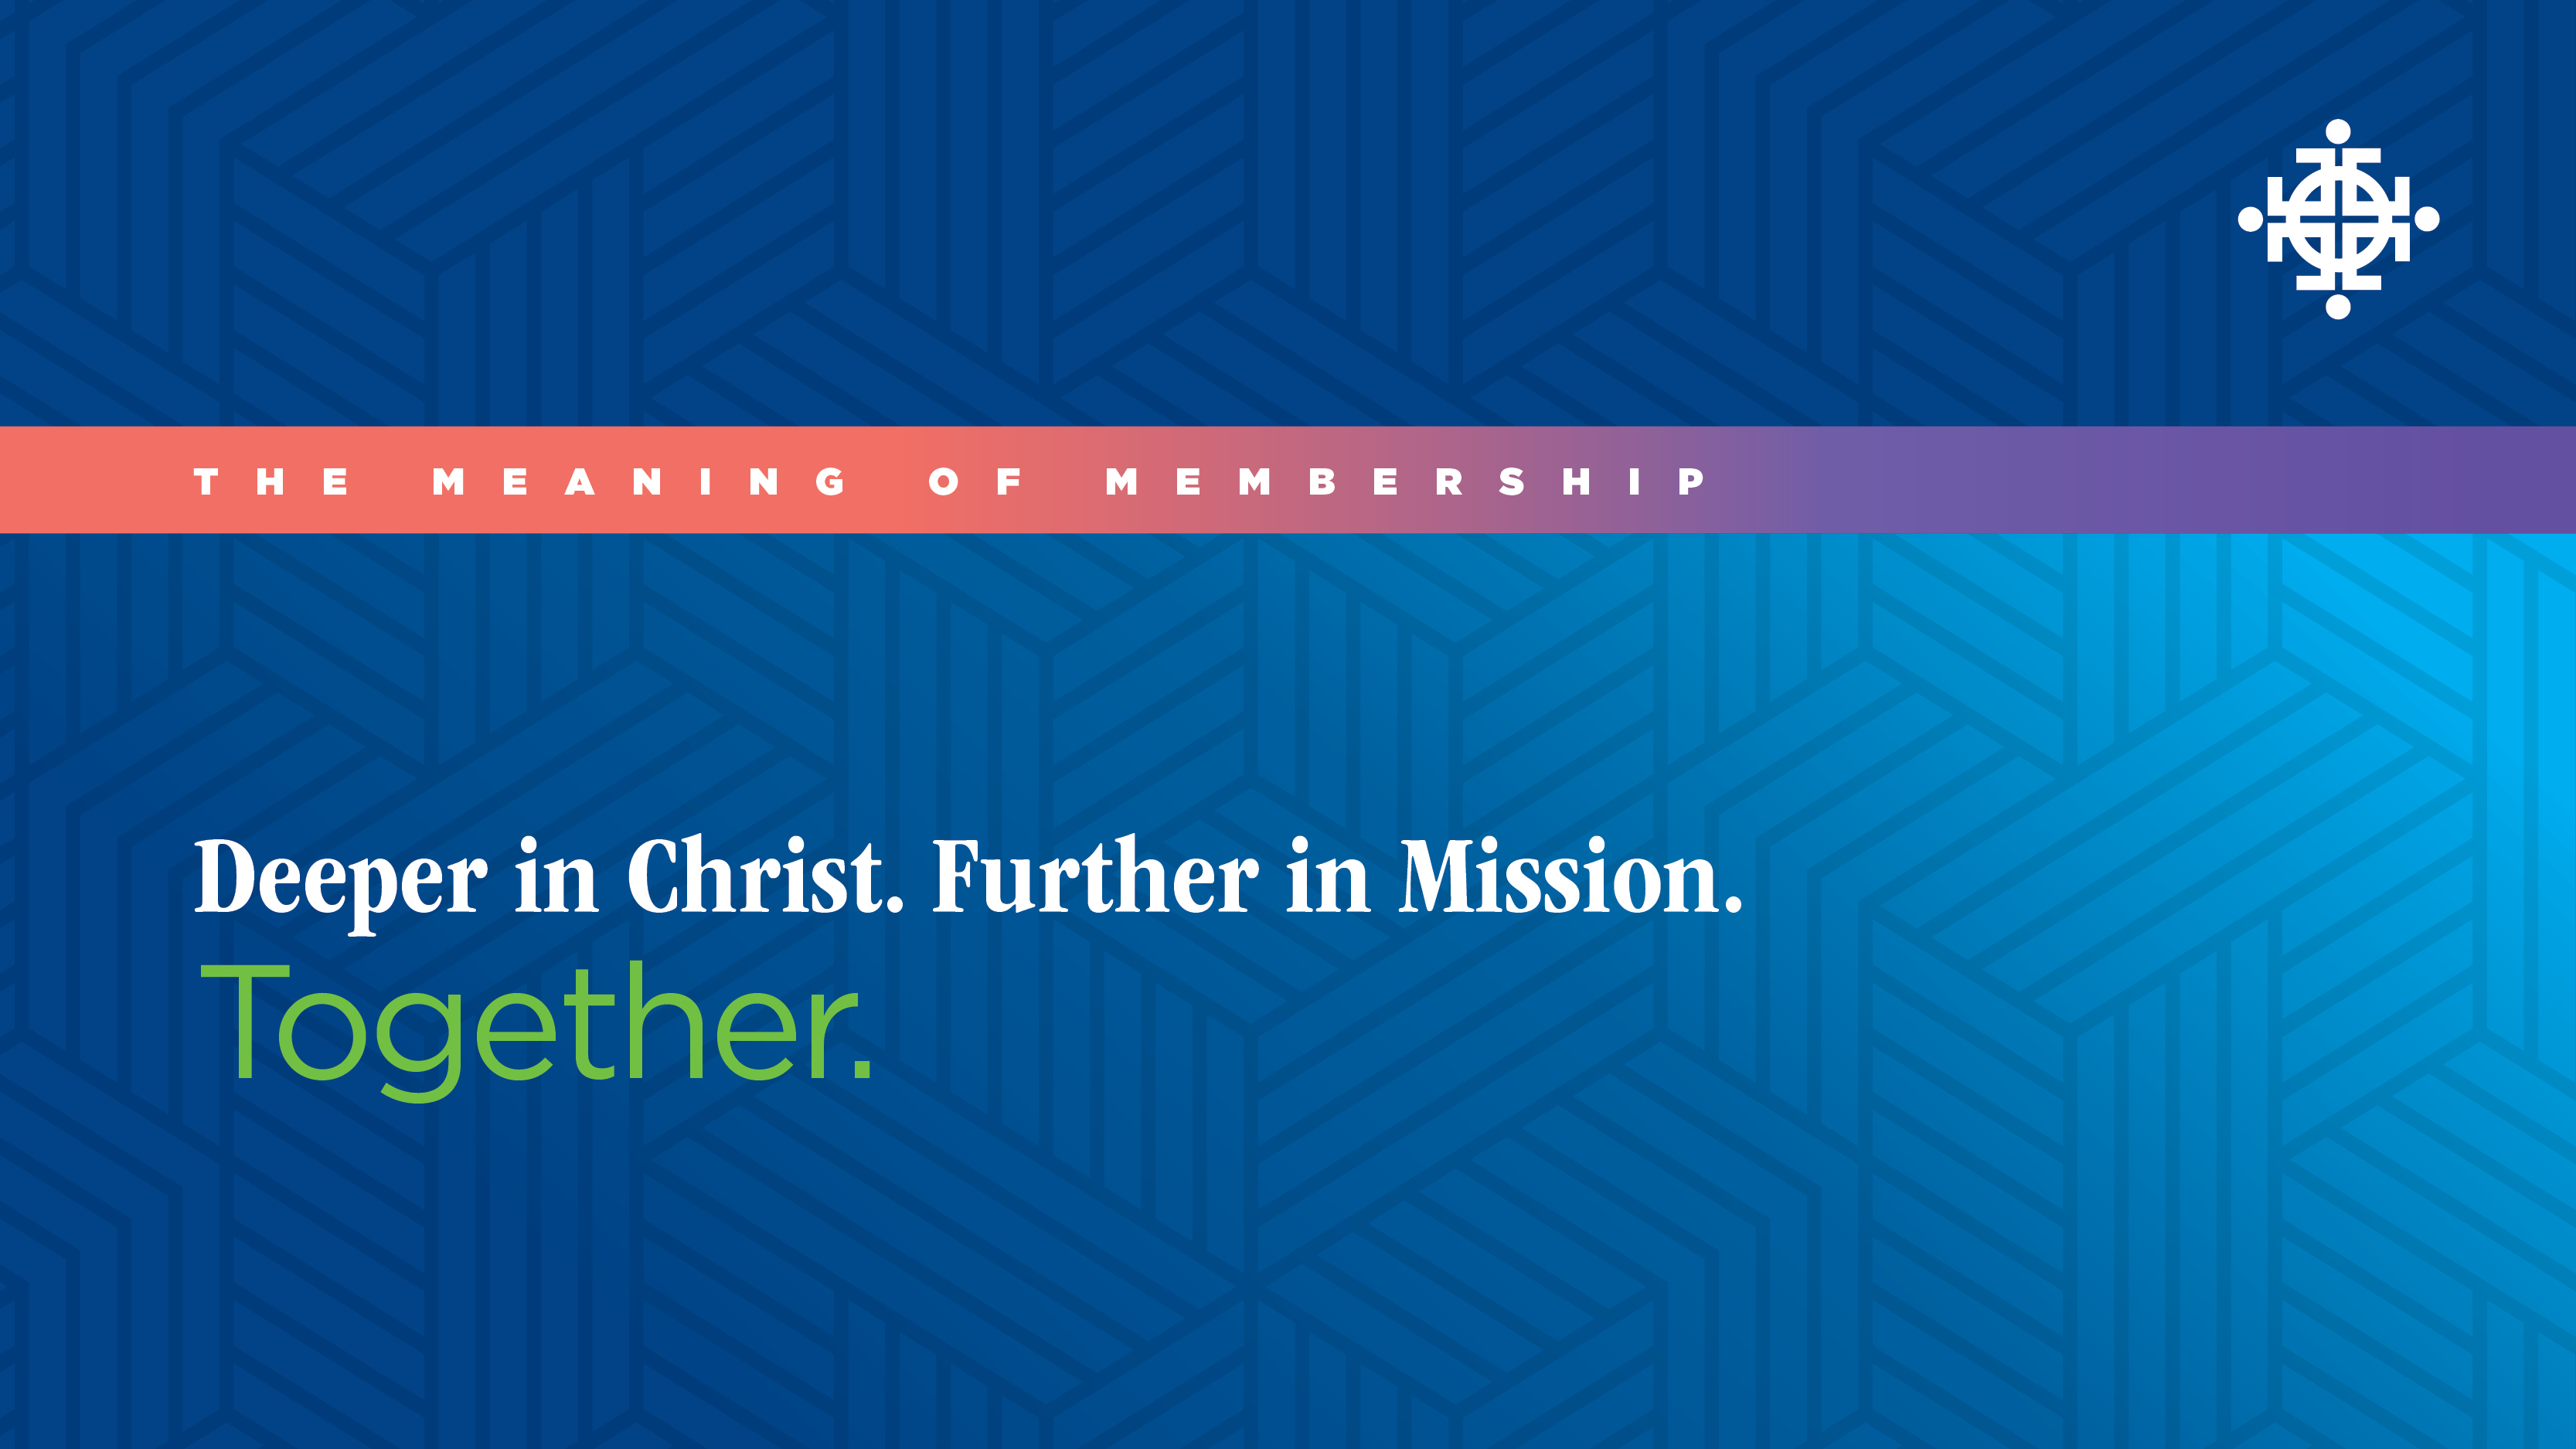 THE MEANING OF MEMBERSHIP
Deeper in Christ. Further in Mission.
Together.